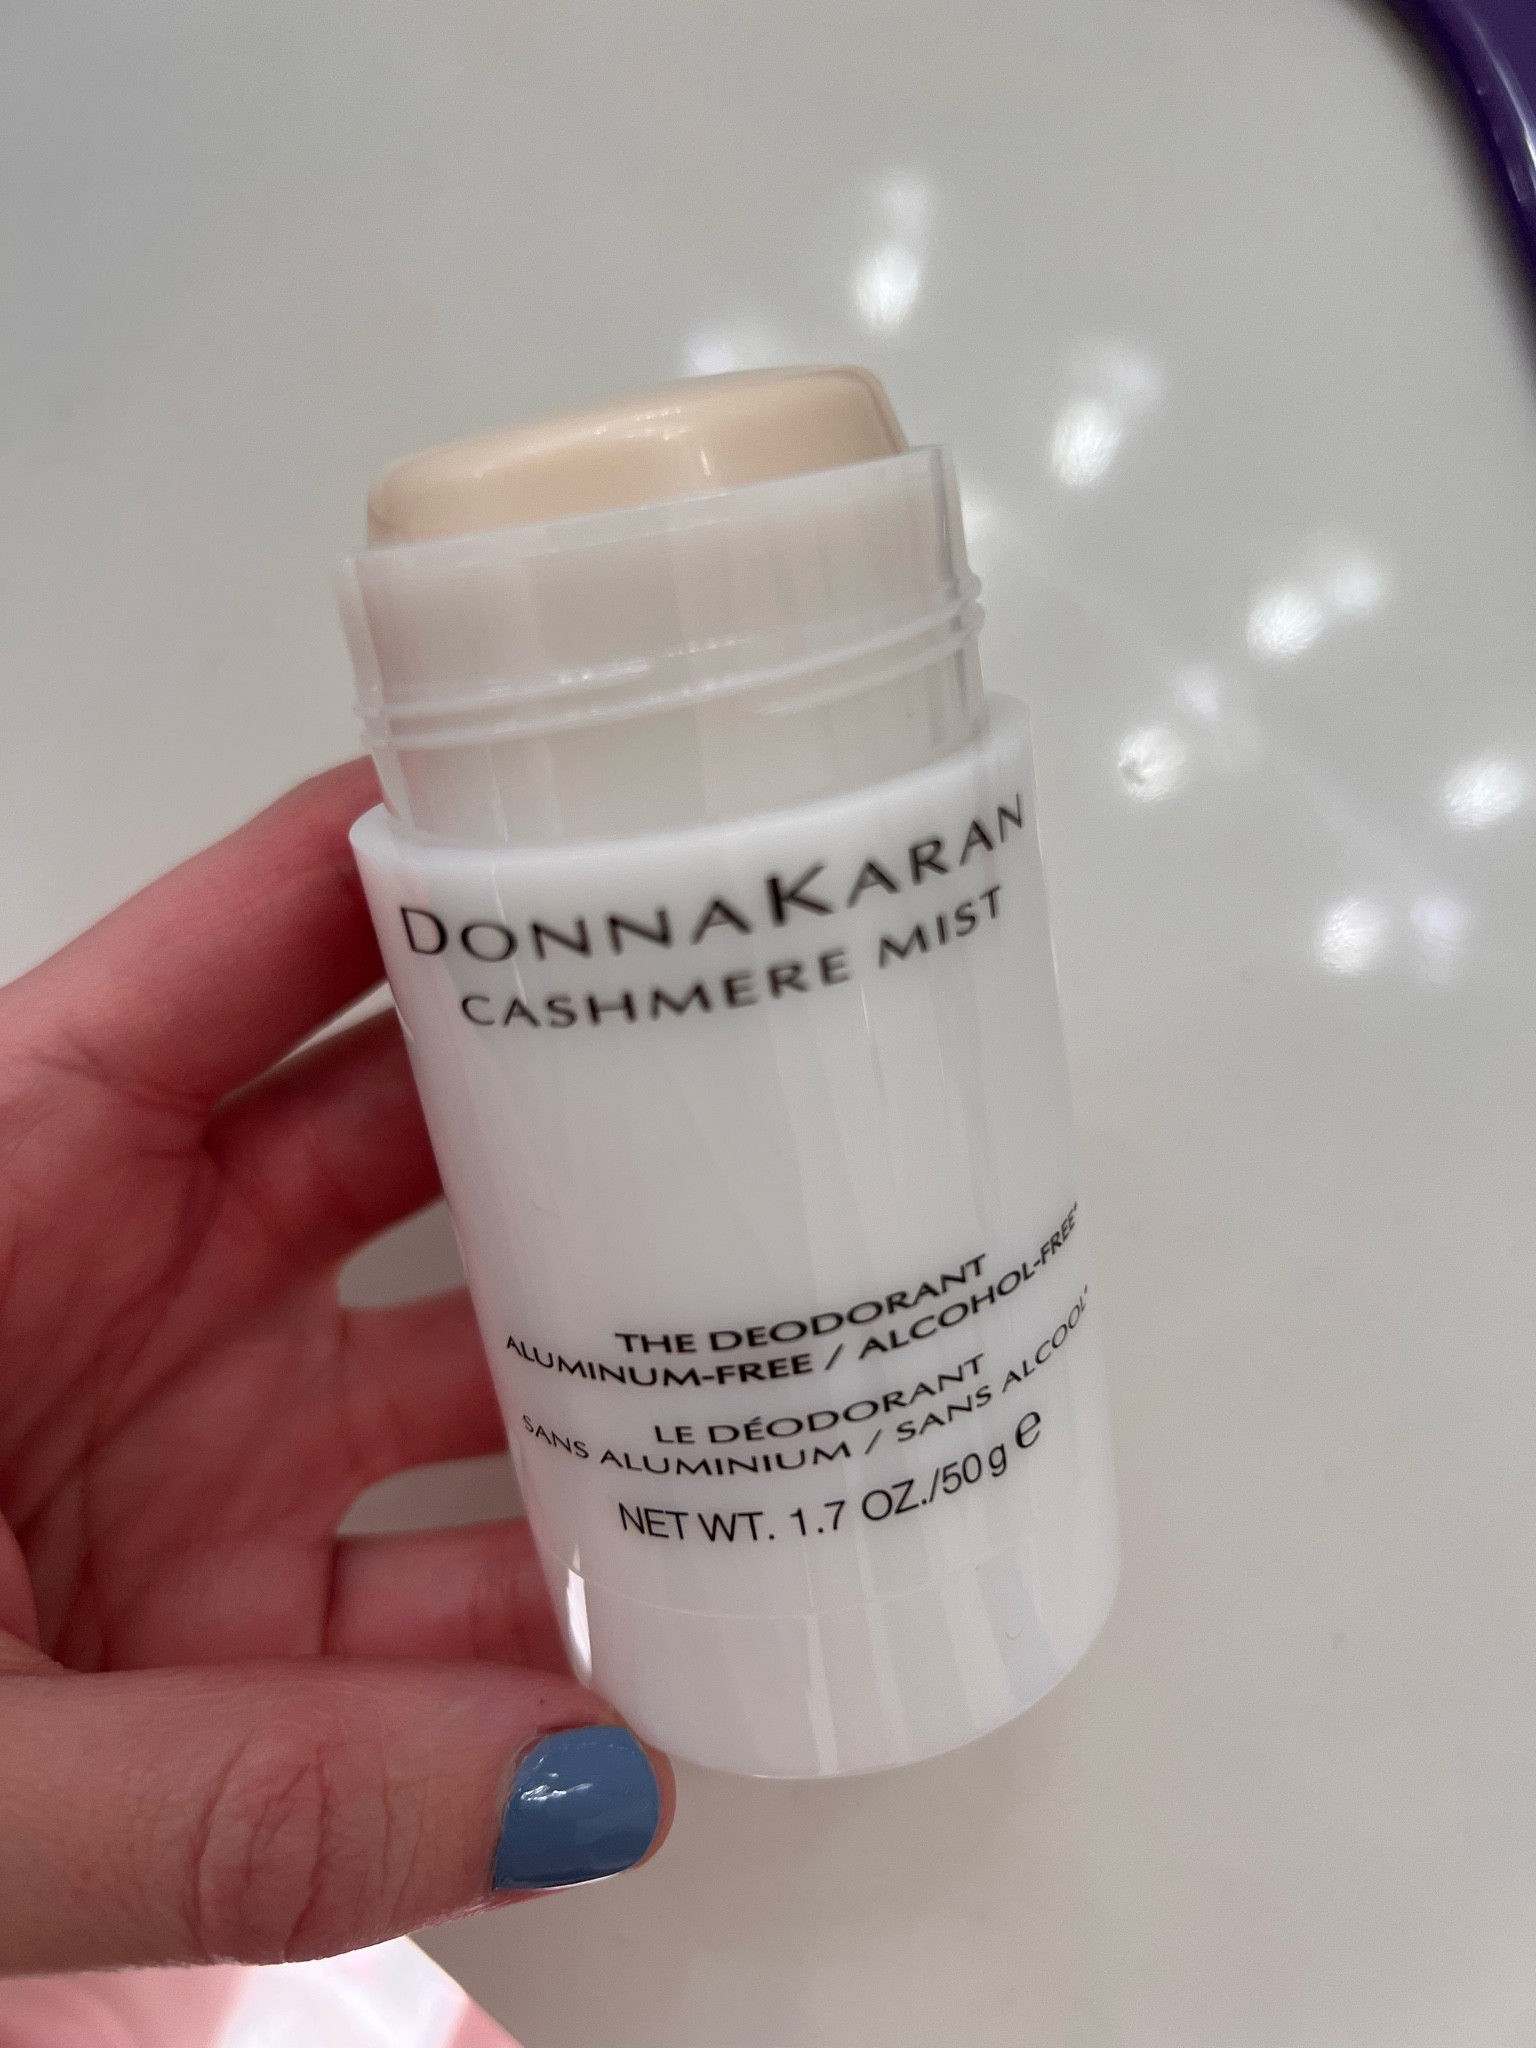 DONNAKARAN
CASHMERE MIST
THE DEODORANT
ALUMINUM-FREE / ALCOHOL-FREE*
LE DÉODORANT
SANS ALUMINIUM / SANS ALCOOL*
NET WT. 1.7 OZ./50 g e